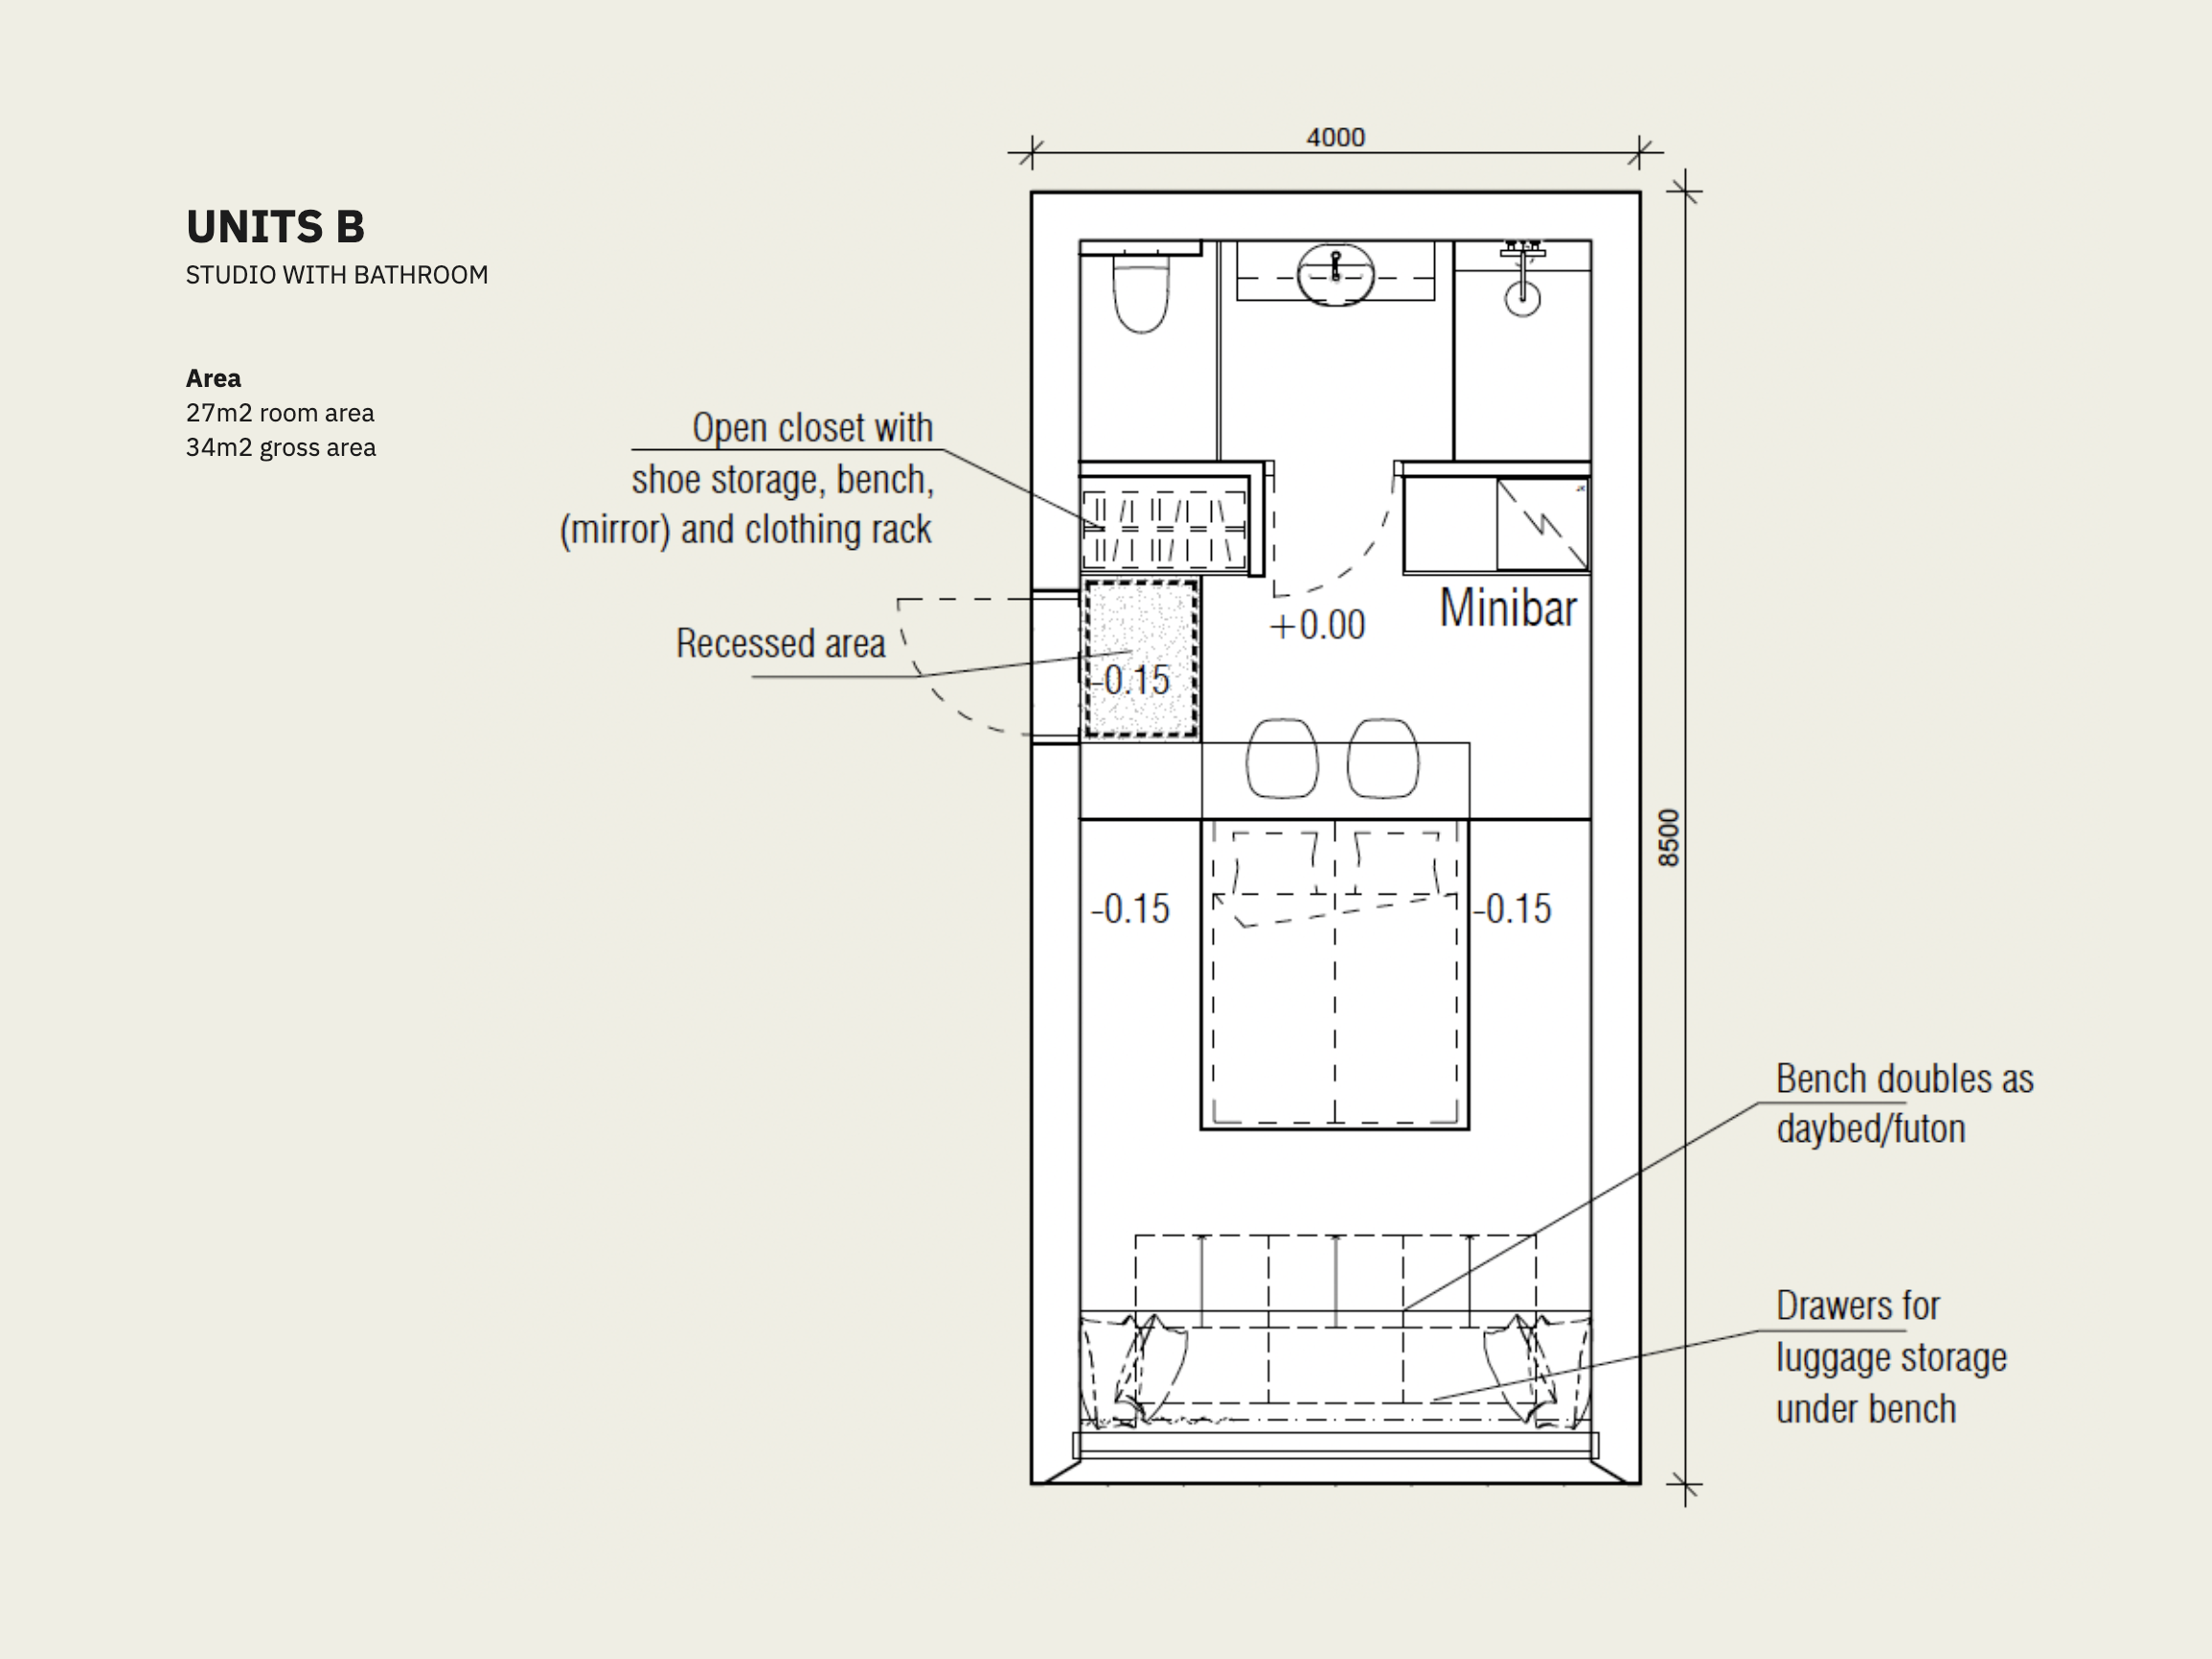 UNITS B
STUDIO WITH BATHROOM
Area
27m2 room area
34m2 gross area
4000
8500
Open closet with
shoe storage, bench,
(mirror) and clothing rack
Recessed area
-0.15
+0.00
Minibar
-0.15
-0.15
Bench doubles as
daybed/futon
Drawers for
luggage storage
under bench